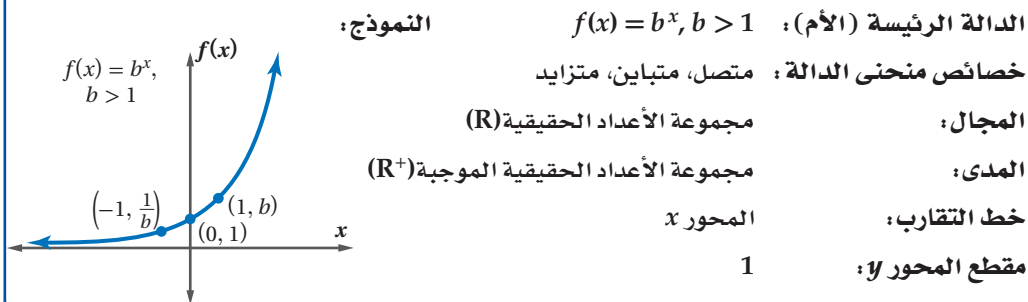 الدالة الرئيسة (الأم): f(x) = b^x, b > 1
خصائص منحنى الدالة: متصل، متباين، متزايد
المجال: مجموعة الأعداد الحقيقية (R)
المدى: مجموعة الأعداد الحقيقية الموجبة (R⁺)
خط التقارب: المحور x
مقطع المحور y: 1
النموذج:
f(x)
f(x) = b^x,
b > 1
(−1, 1/b)
(1, b)
(0, 1)
x